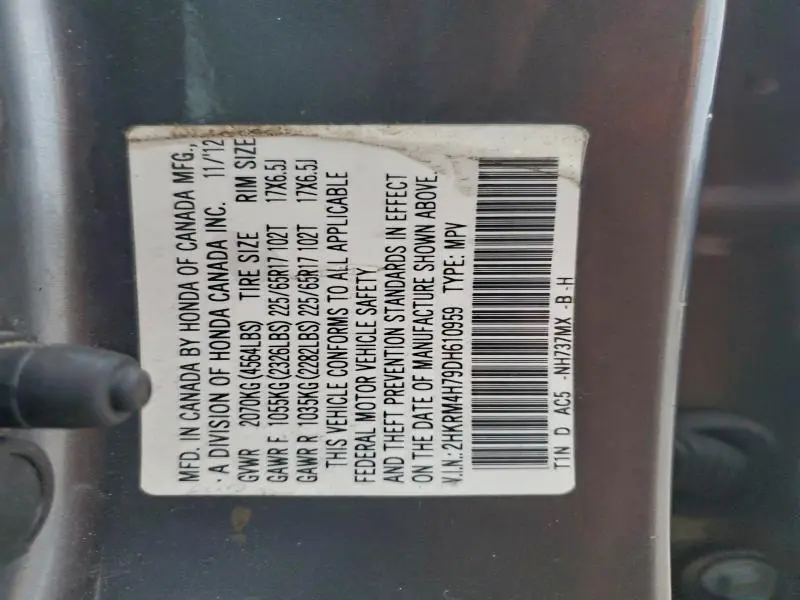 MFD. IN CANADA BY HONDA OF CANADA MFG.,
A DIVISION OF HONDA CANADA INC. 11/'12
GVWR 2070KG (4564LBS) TIRE SIZE RIM SIZE
GAWR F 1055KG (2326LBS) 225/65R17 102T 17X6.5J
GAWR R 1035KG (2282LBS) 225/65R17 102T 17X6.5J
THIS VEHICLE CONFORMS TO ALL APPLICABLE
FEDERAL MOTOR VEHICLE SAFETY
AND THEFT PREVENTION STANDARDS IN EFFECT
ON THE DATE OF MANUFACTURE SHOWN ABOVE.
V.I.N.: 2HKRM4H79DH610959 TYPE: MPV
T1N D AC5 -NH737MX -B -H